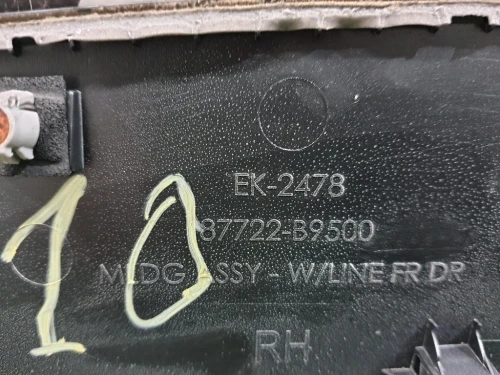 EK-2478
87722-B9500
MLDG ASSY - W/LINE FR DR
RH
10